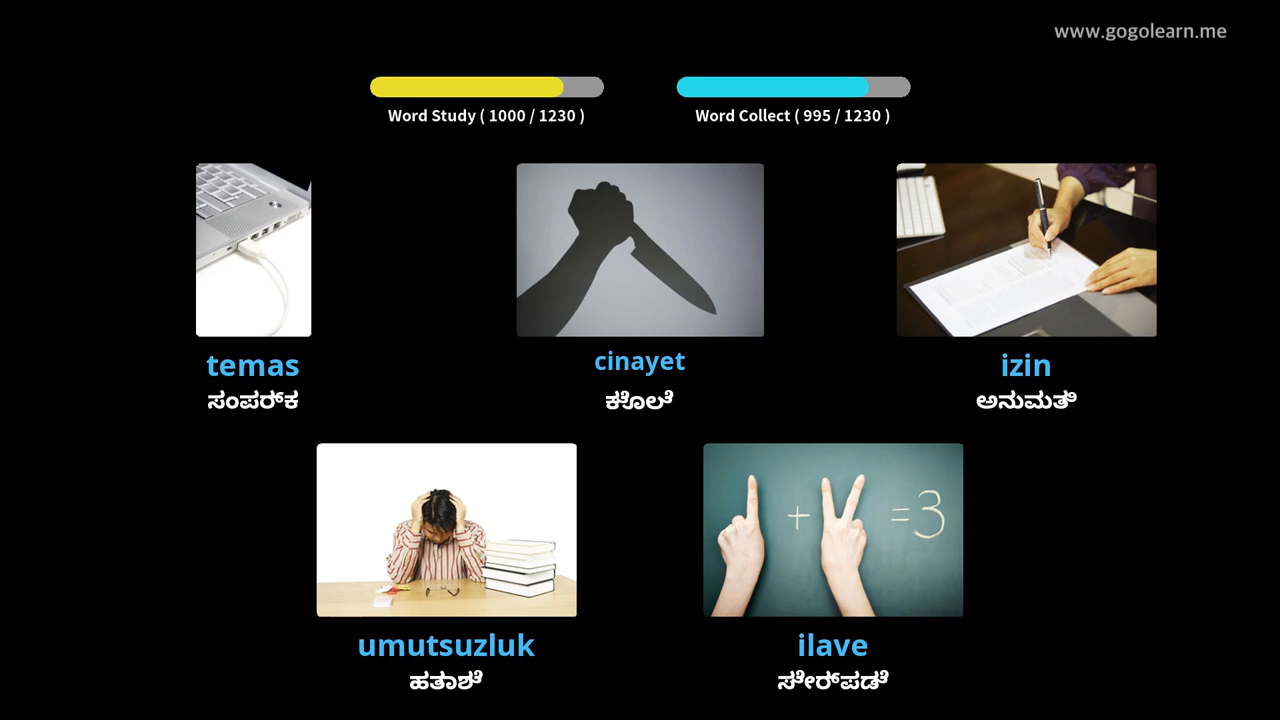 www.gogolearn.me
Word Study ( 1000 / 1230 )
Word Collect ( 995 / 1230 )
temas
ಸಂಪರ್ಕ
cinayet
ಕೊಲೆ
izin
ಅನುಮತಿ
+ =3
umutsuzluk
ಹತಾಶೆ
ilave
ಸೇರ್ಪಡೆ